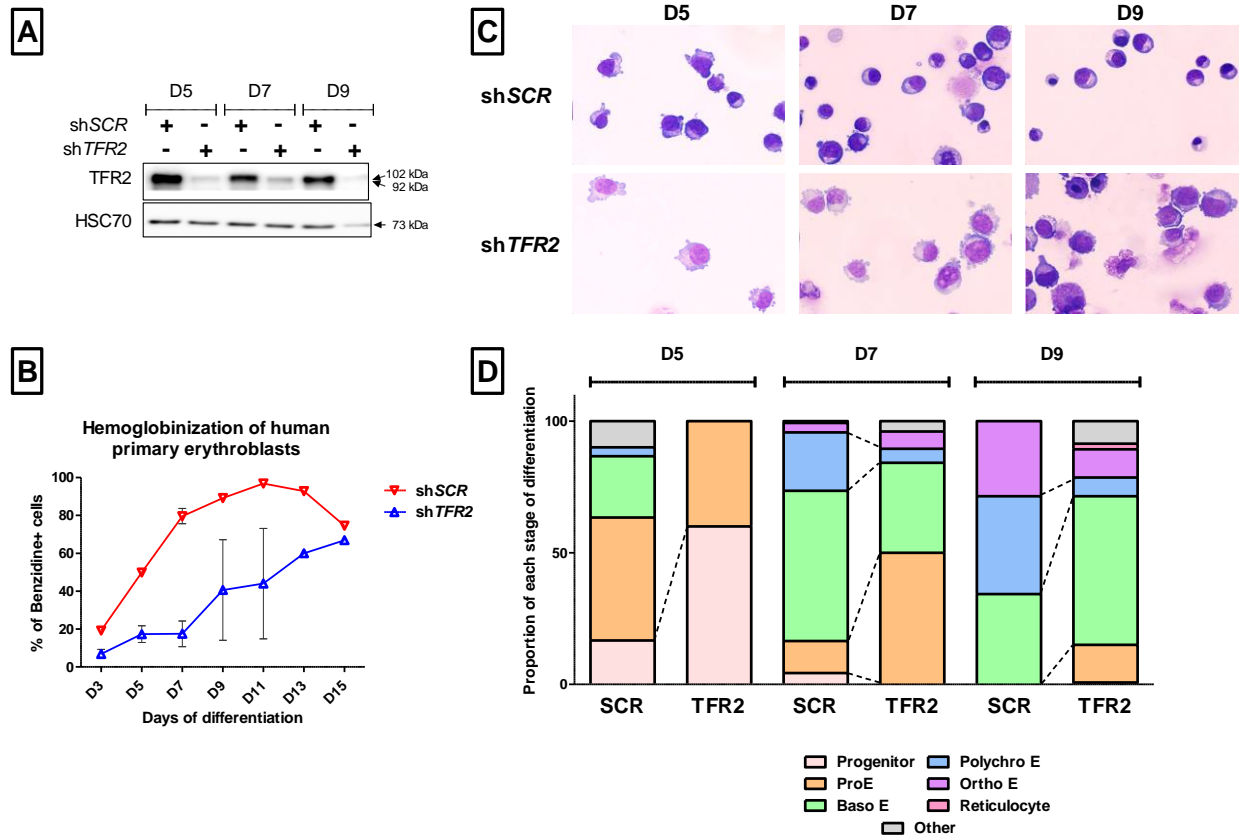 A
D5 D7 D9
shSCR + - + - + -
shTFR2 - + - + - +
TFR2
102 kDa
92 kDa
HSC70
73 kDa
B
Hemoglobinization of human
primary erythroblasts
% of Benzidine+ cells
100
80
60
40
20
0
D3 D5 D7 D9 D11 D13 D15
Days of differentiation
shSCR
shTFR2
C
D5 D7 D9
shSCR
shTFR2
D
D5 D7 D9
Proportion of each stage of differentiation
100
50
0
SCR TFR2 SCR TFR2 SCR TFR2
Progenitor Polychro E
ProE Ortho E
Baso E Reticulocyte
Other